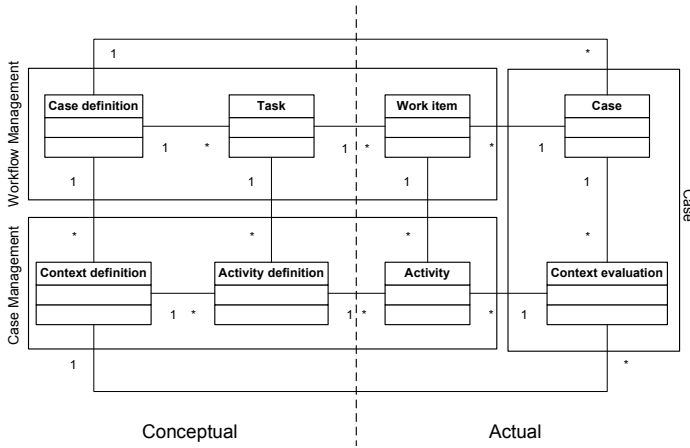 1
*
Workflow Management
Case definition
Task
Work item
Case
1
*
1
*
*
1
1
1
1
1
Case
*
*
*
*
Case Management
Context definition
Activity definition
Activity
Context evaluation
1
*
1
*
*
1
1
*
Conceptual
Actual